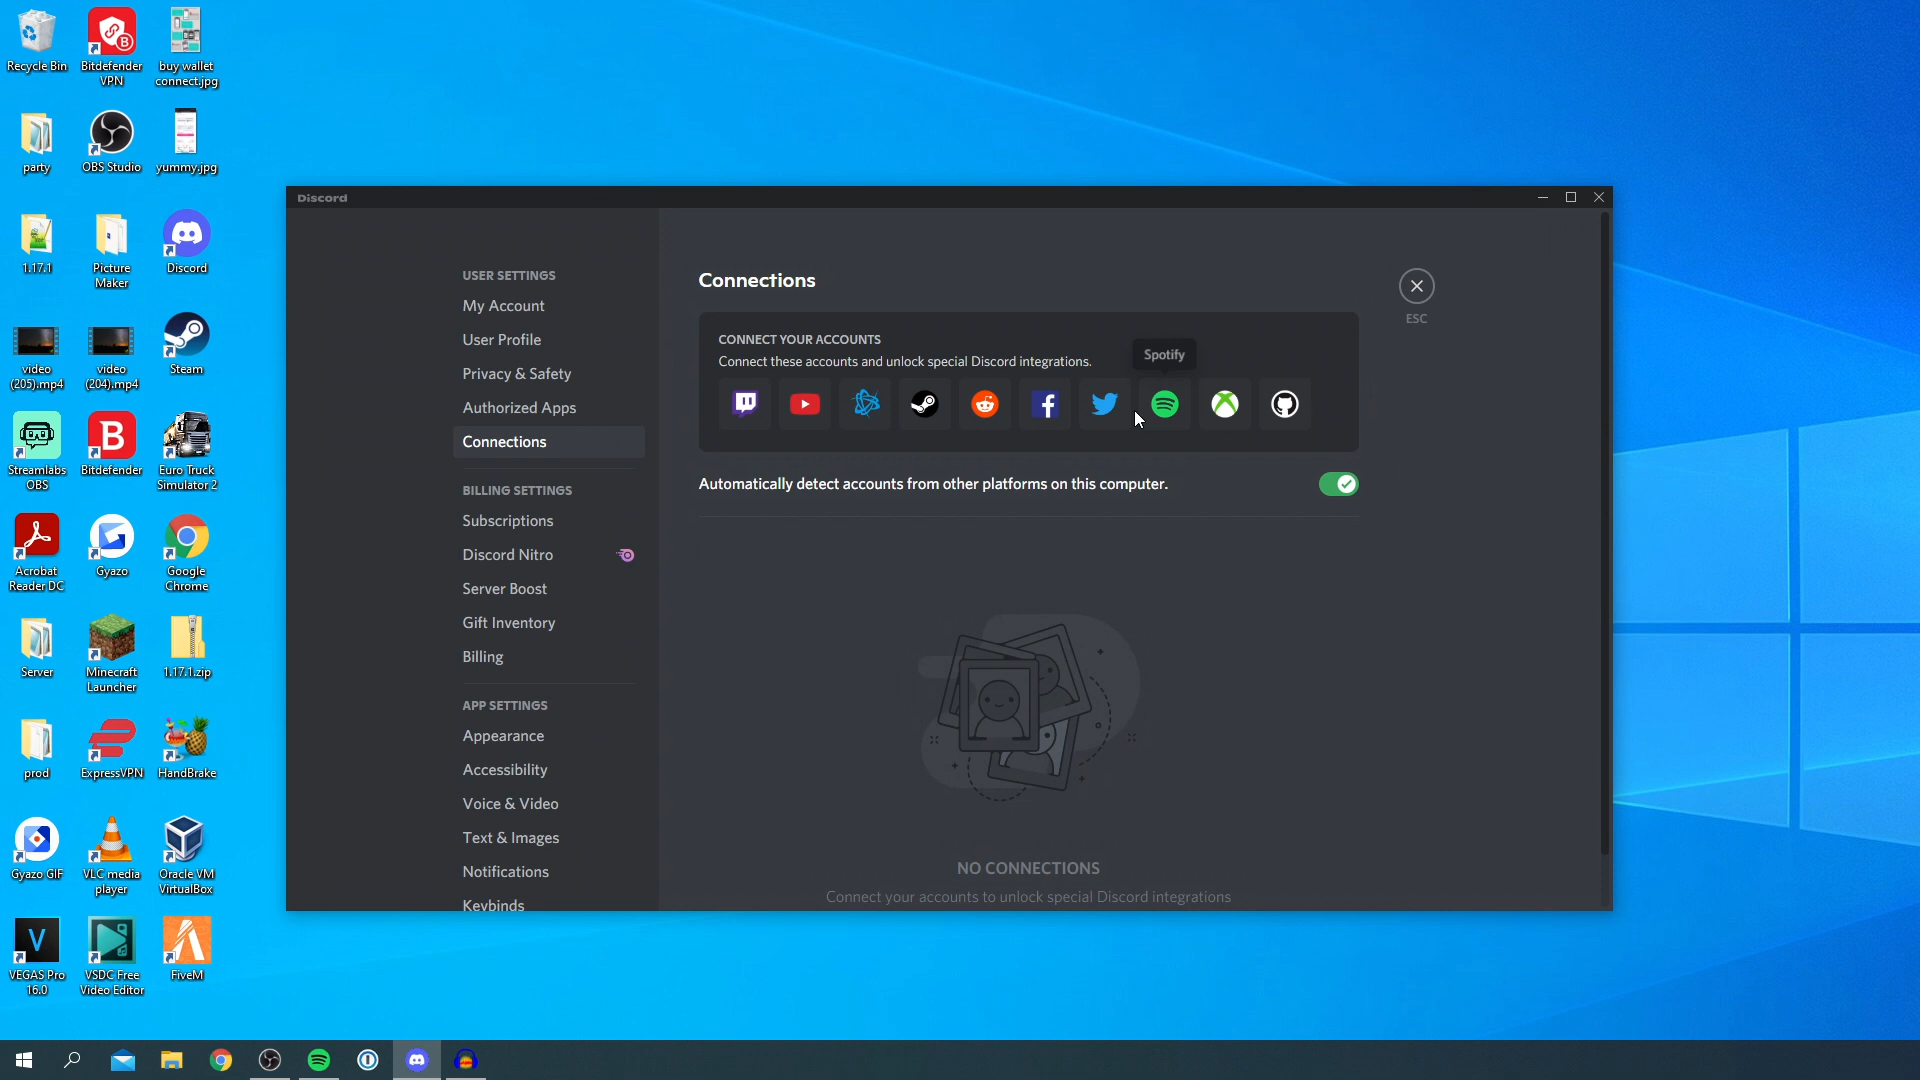 Recycle Bin
Bitdefender
VPN
buy wallet
connect.jpg
party
OBS Studio
yummy.jpg
1.17.1
Picture
Maker
Discord
video
(205).mp4
video
(204).mp4
Steam
Streamlabs
OBS
Bitdefender
Euro Truck
Simulator 2
Acrobat
Reader DC
Gyazo
Google
Chrome
Server
Minecraft
Launcher
1.17.1.zip
prod
ExpressVPN
HandBrake
Gyazo GIF
VLC media
player
Oracle VM
VirtualBox
VEGAS Pro
16.0
VSDC Free
Video Editor
FiveM
Discord
USER SETTINGS
My Account
User Profile
Privacy & Safety
Authorized Apps
Connections
BILLING SETTINGS
Subscriptions
Discord Nitro
Server Boost
Gift Inventory
Billing
APP SETTINGS
Appearance
Accessibility
Voice & Video
Text & Images
Notifications
Keybinds
Connections
ESC
CONNECT YOUR ACCOUNTS
Connect these accounts and unlock special Discord integrations.
Spotify
Automatically detect accounts from other platforms on this computer.
NO CONNECTIONS
Connect your accounts to unlock special Discord integrations